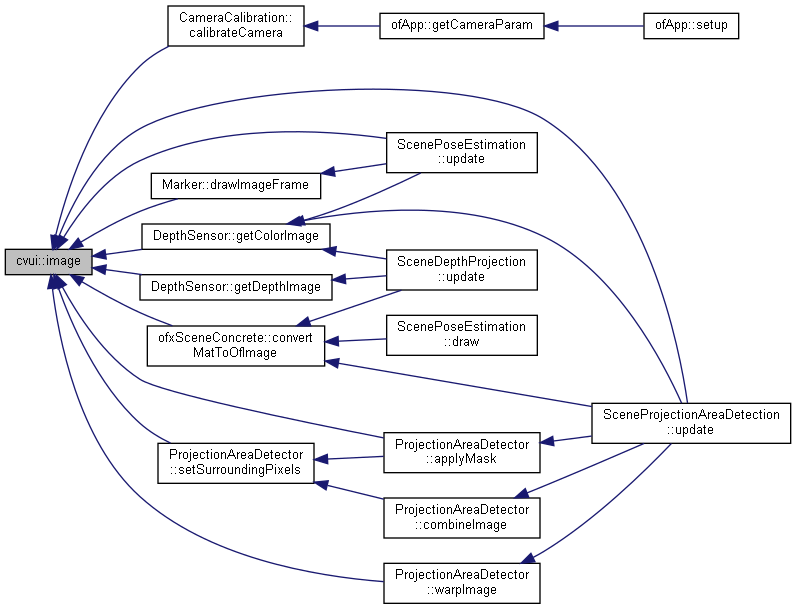 CameraCalibration::
calibrateCamera
ofApp::getCameraParam
ofApp::setup
ScenePoseEstimation
::update
Marker::drawImageFrame
DepthSensor::getColorImage
cvui::image
SceneDepthProjection
::update
DepthSensor::getDepthImage
ofxSceneConcrete::convert
MatToOfImage
ScenePoseEstimation
::draw
SceneProjectionAreaDetection
::update
ProjectionAreaDetector
::applyMask
ProjectionAreaDetector
::setSurroundingPixels
ProjectionAreaDetector
::combineImage
ProjectionAreaDetector
::warpImage